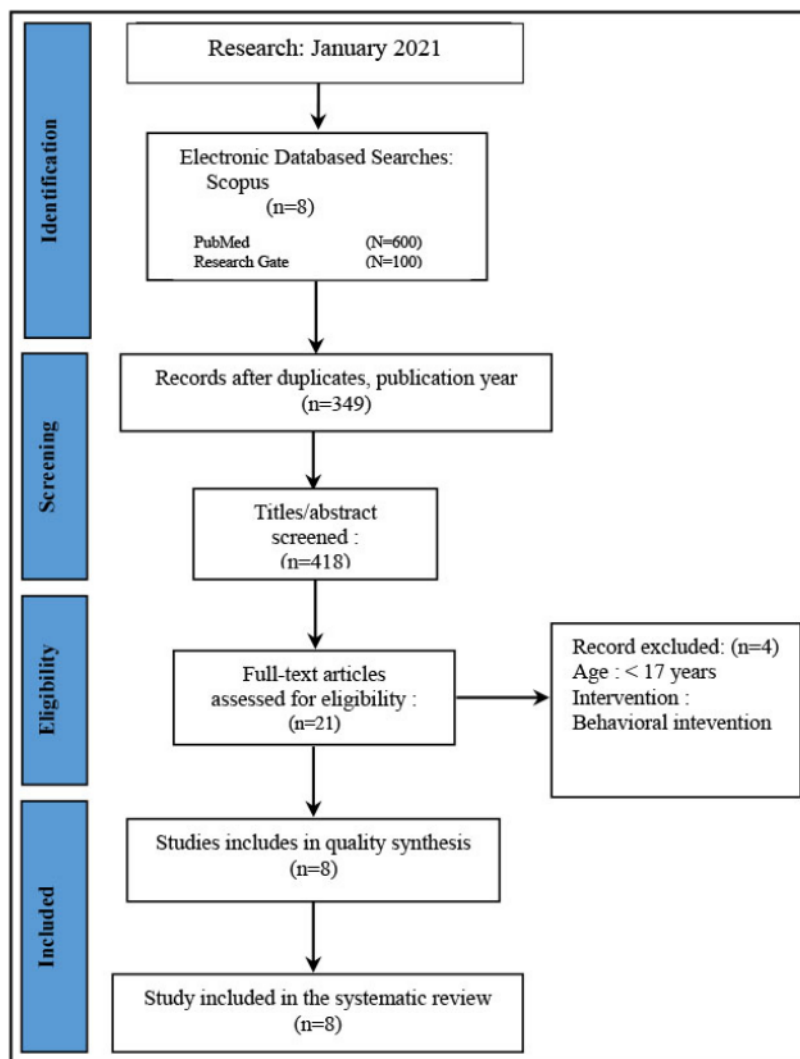 Identification
Research: January 2021
Electronic Databased Searches:
Scopus
(n=8)
PubMed (N=600)
Research Gate (N=100)
Screening
Records after duplicates, publication year
(n=349)
Titles/abstract
screened :
(n=418)
Eligibility
Full-text articles
assessed for eligibility :
(n=21)
Record excluded: (n=4)
Age : < 17 years
Intervention :
Behavioral intevention
Included
Studies includes in quality synthesis
(n=8)
Study included in the systematic review
(n=8)